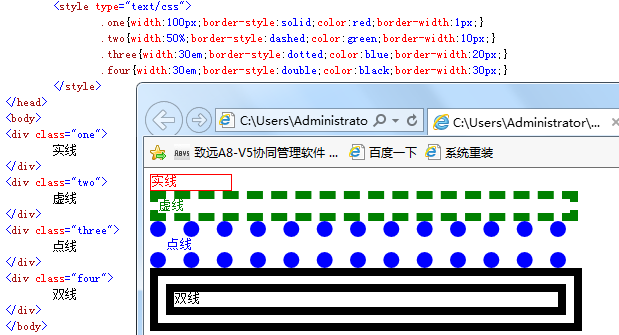 <style type="text/css">
.one{width:100px;border-style:solid;color:red;border-width:1px;}
.two{width:50%;border-style:dashed;color:green;border-width:10px;}
.three{width:30em;border-style:dotted;color:blue;border-width:20px;}
.four{width:30em;border-style:double;color:black;border-width:30px;}
</style>
</head>
<body>
<div class="one">
实线
</div>
<div class="two">
虚线
</div>
<div class="three">
点线
</div>
<div class="four">
双线
</div>
</body>
C:\Users\Administrato
C:\Users\Administrator\...
A8V5 致远A8-V5协同管理软件 ... 百度一下 系统重装
实线
虚线
点线
双线